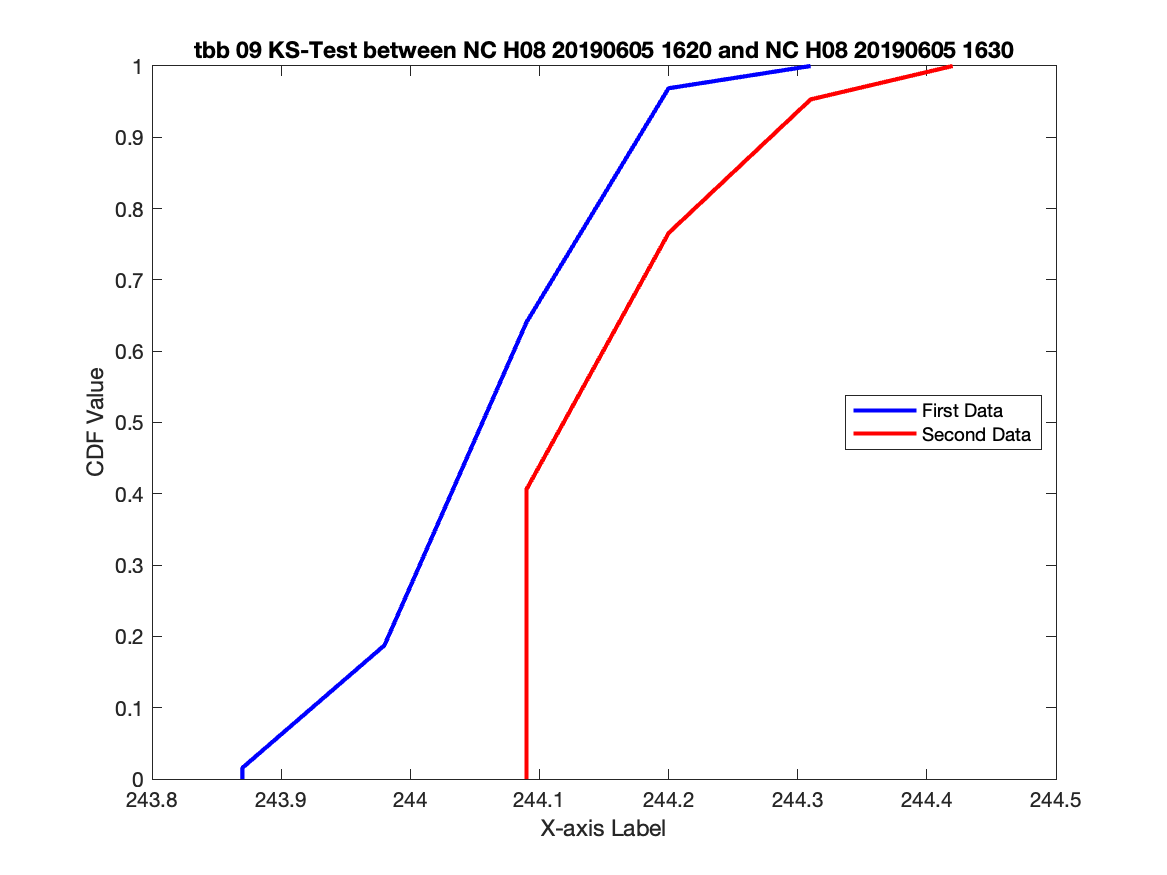 tbb 09 KS-Test between NC H08 20190605 1620 and NC H08 20190605 1630
1
0.9
0.8
0.7
0.6
0.5
0.4
0.3
0.2
0.1
0
CDF Value
First Data
Second Data
243.8 243.9 244 244.1 244.2 244.3 244.4 244.5
X-axis Label